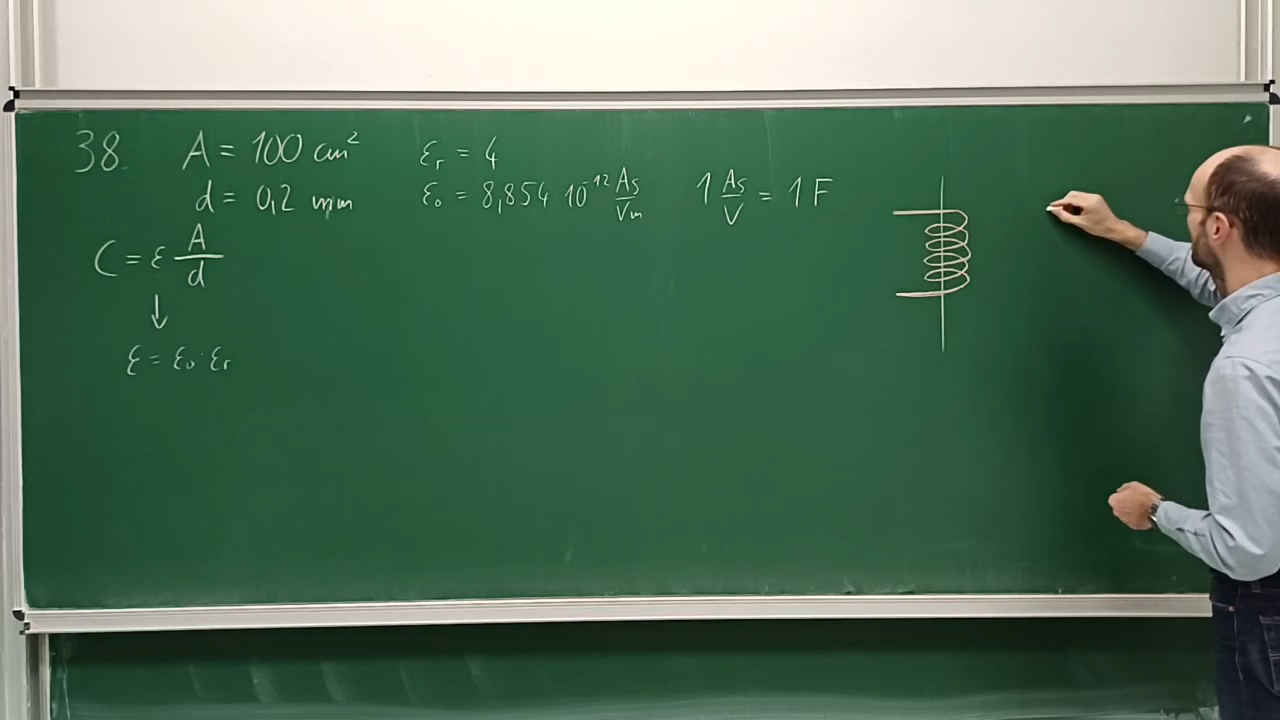 38. A = 100 cm²
d = 0,2 mm
C = ε A/d
↓
ε = ε₀ · εᵣ
εᵣ = 4
ε₀ = 8,854 · 10⁻¹² As/Vm
1 As/V = 1 F